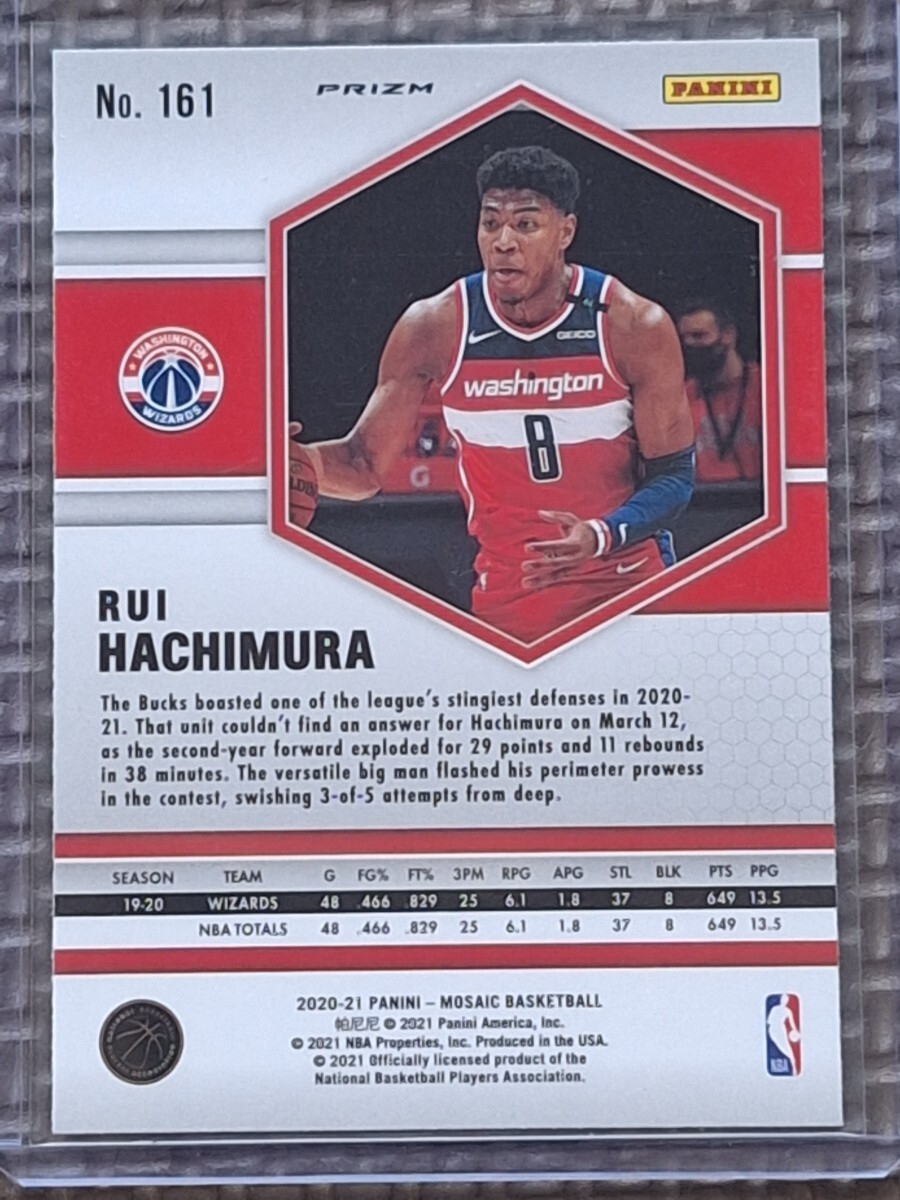 No. 161
PRIZM
PANINI
WASHINGTON
WIZARDS
GEICO
washington
8
G
RUI
HACHIMURA
The Bucks boasted one of the league's stingiest defenses in 2020-
21. That unit couldn't find an answer for Hachimura on March 12,
as the second-year forward exploded for 29 points and 11 rebounds
in 38 minutes. The versatile big man flashed his perimeter prowess
in the contest, swishing 3-of-5 attempts from deep.
SEASON TEAM G FG% FT% 3PM RPG APG STL BLK PTS PPG
19-20 WIZARDS 48 .466 .829 25 6.1 1.8 37 8 649 13.5
NBA TOTALS 48 .466 .829 25 6.1 1.8 37 8 649 13.5
2020-21 PANINI – MOSAIC BASKETBALL
帕尼尼 © 2021 Panini America, Inc.
© 2021 NBA Properties, Inc. Produced in the USA.
© 2021 Officially licensed product of the
National Basketball Players Association.
NBA